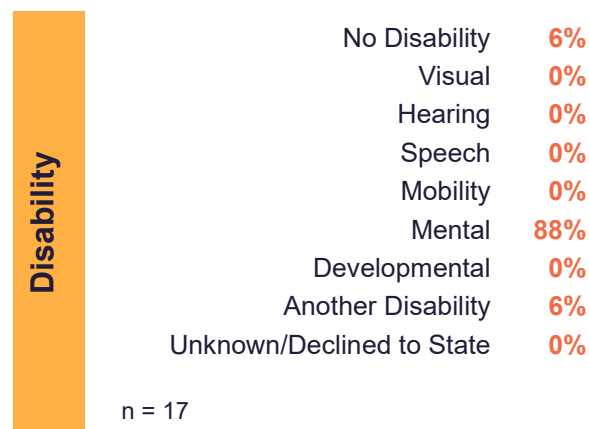 Disability
No Disability 6%
Visual 0%
Hearing 0%
Speech 0%
Mobility 0%
Mental 88%
Developmental 0%
Another Disability 6%
Unknown/Declined to State 0%
n = 17